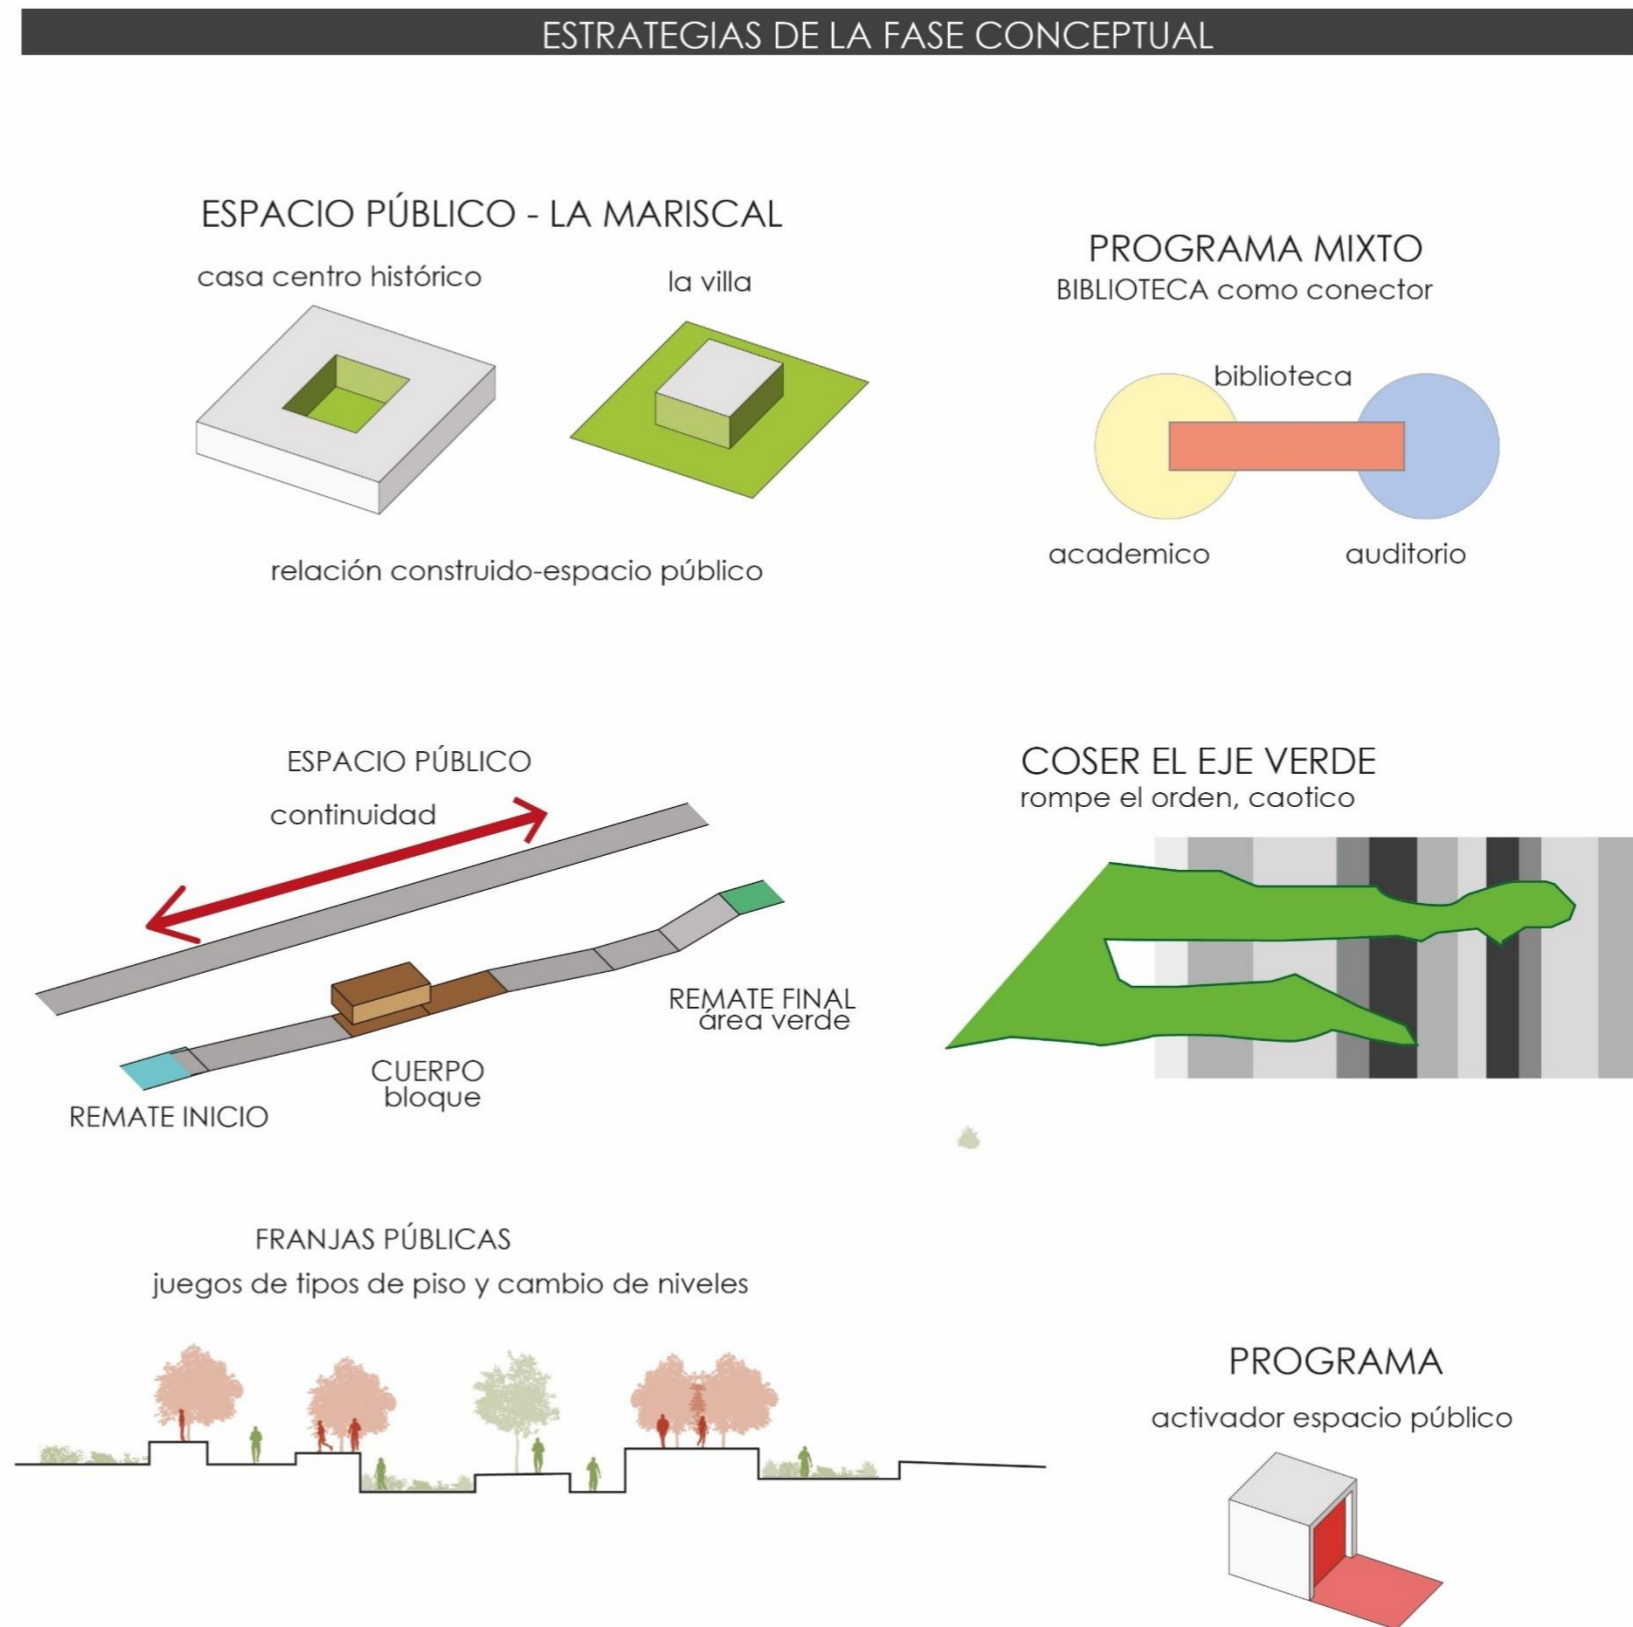 ESTRATEGIAS DE LA FASE CONCEPTUAL
ESPACIO PÚBLICO - LA MARISCAL
casa centro histórico
la villa
relación construido-espacio público
PROGRAMA MIXTO
BIBLIOTECA como conector
biblioteca
academico
auditorio
ESPACIO PÚBLICO
continuidad
REMATE FINAL
área verde
CUERPO
bloque
REMATE INICIO
COSER EL EJE VERDE
rompe el orden, caotico
FRANJAS PÚBLICAS
juegos de tipos de piso y cambio de niveles
PROGRAMA
activador espacio público